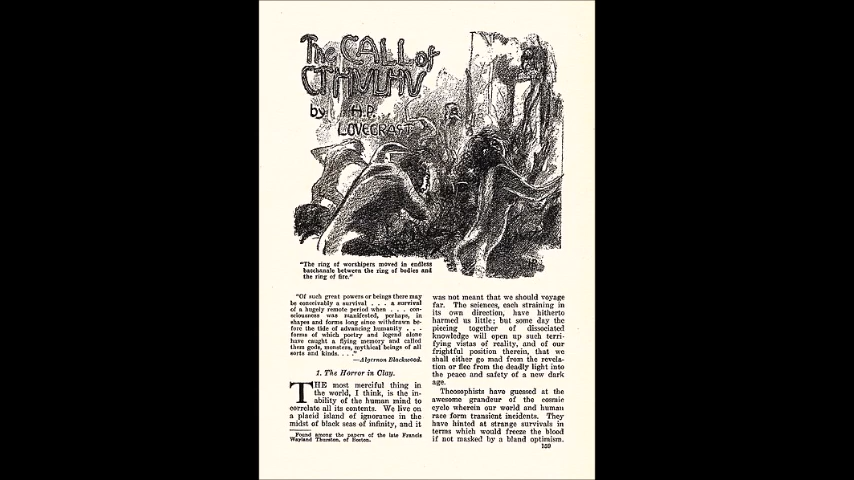 The CALL of
CTHVLHV
by H.P.
LOVECRAFT
"The ring of worshipers moved in endless
bacchanale between the ring of bodies and
the ring of fire."
"Of such great powers or beings there may
be conceivably a survival . . . a survival
of a hugely remote period when . . . con-
sciousness was manifested, perhaps, in
shapes and forms long since withdrawn be-
fore the tide of advancing humanity . . .
forms of which poetry and legend alone
have caught a flying memory and called
them gods, monsters, mythical beings of all
sorts and kinds. . . ."
—Algernon Blackwood.
1. The Horror in Clay.
THE most merciful thing in
the world, I think, is the in-
ability of the human mind to
correlate all its contents. We live on
a placid island of ignorance in the
midst of black seas of infinity, and it
Found among the papers of the late Francis
Wayland Thurston, of Boston.
was not meant that we should voyage
far. The sciences, each straining in
its own direction, have hitherto
harmed us little; but some day the
piecing together of dissociated
knowledge will open up such terri-
fying vistas of reality, and of our
frightful position therein, that we
shall either go mad from the revela-
tion or flee from the deadly light into
the peace and safety of a new dark
age.
Theosophists have guessed at the
awesome grandeur of the cosmic
cycle wherein our world and human
race form transient incidents. They
have hinted at strange survivals in
terms which would freeze the blood
if not masked by a bland optimism.
159